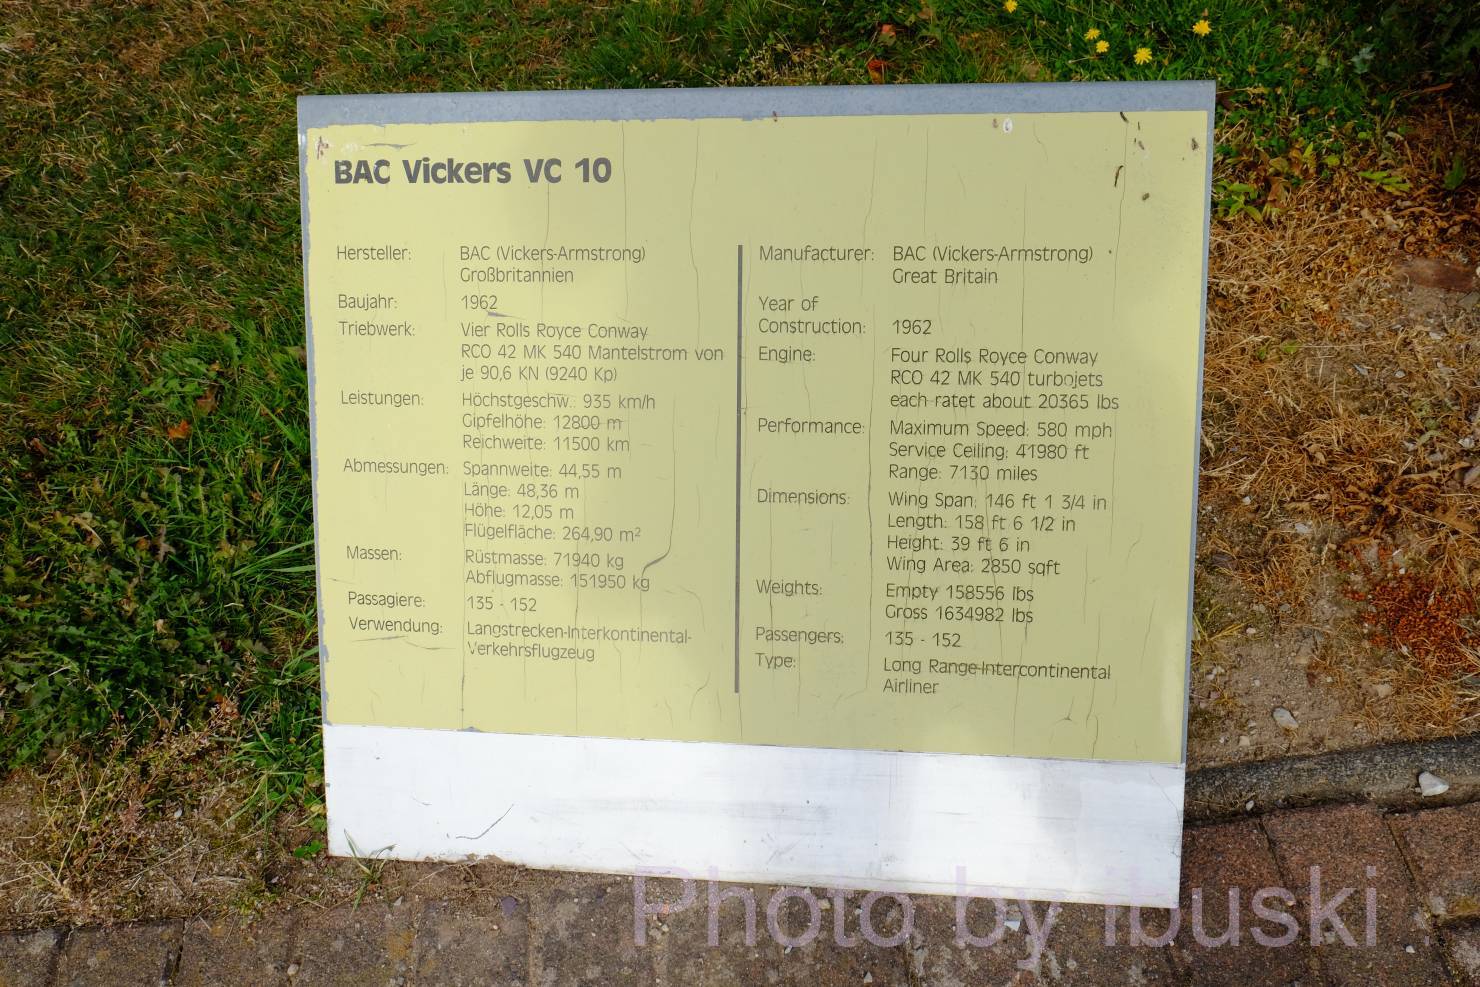 BAC Vickers VC 10
Hersteller: BAC (Vickers-Armstrong)
Großbritannien
Baujahr: 1962
Triebwerk: Vier Rolls Royce Conway
RCO 42 MK 540 Mantelstrom von
je 90,6 KN (9240 Kp)
Leistungen: Höchstgeschw.: 935 km/h
Gipfelhöhe: 12800 m
Reichweite: 11500 km
Abmessungen: Spannweite: 44,55 m
Länge: 48,36 m
Höhe: 12,05 m
Flügelfläche: 264,90 m²
Massen: Rüstmasse: 71940 kg
Abflugmasse: 151950 kg
Passagiere: 135 - 152
Verwendung: Langstrecken-Interkontinental-
Verkehrsflugzeug
Manufacturer: BAC (Vickers-Armstrong)
Great Britain
Year of
Construction: 1962
Engine: Four Rolls Royce Conway
RCO 42 MK 540 turbojets
each ratet about 20365 lbs
Performance: Maximum Speed: 580 mph
Service Ceiling: 41980 ft
Range: 7130 miles
Dimensions: Wing Span: 146 ft 1 3/4 in
Length: 158 ft 6 1/2 in
Height: 39 ft 6 in
Wing Area: 2850 sqft
Weights: Empty 158556 lbs
Gross 1634982 lbs
Passengers: 135 - 152
Type: Long Range-Intercontinental
Airliner
Photo by ibuski